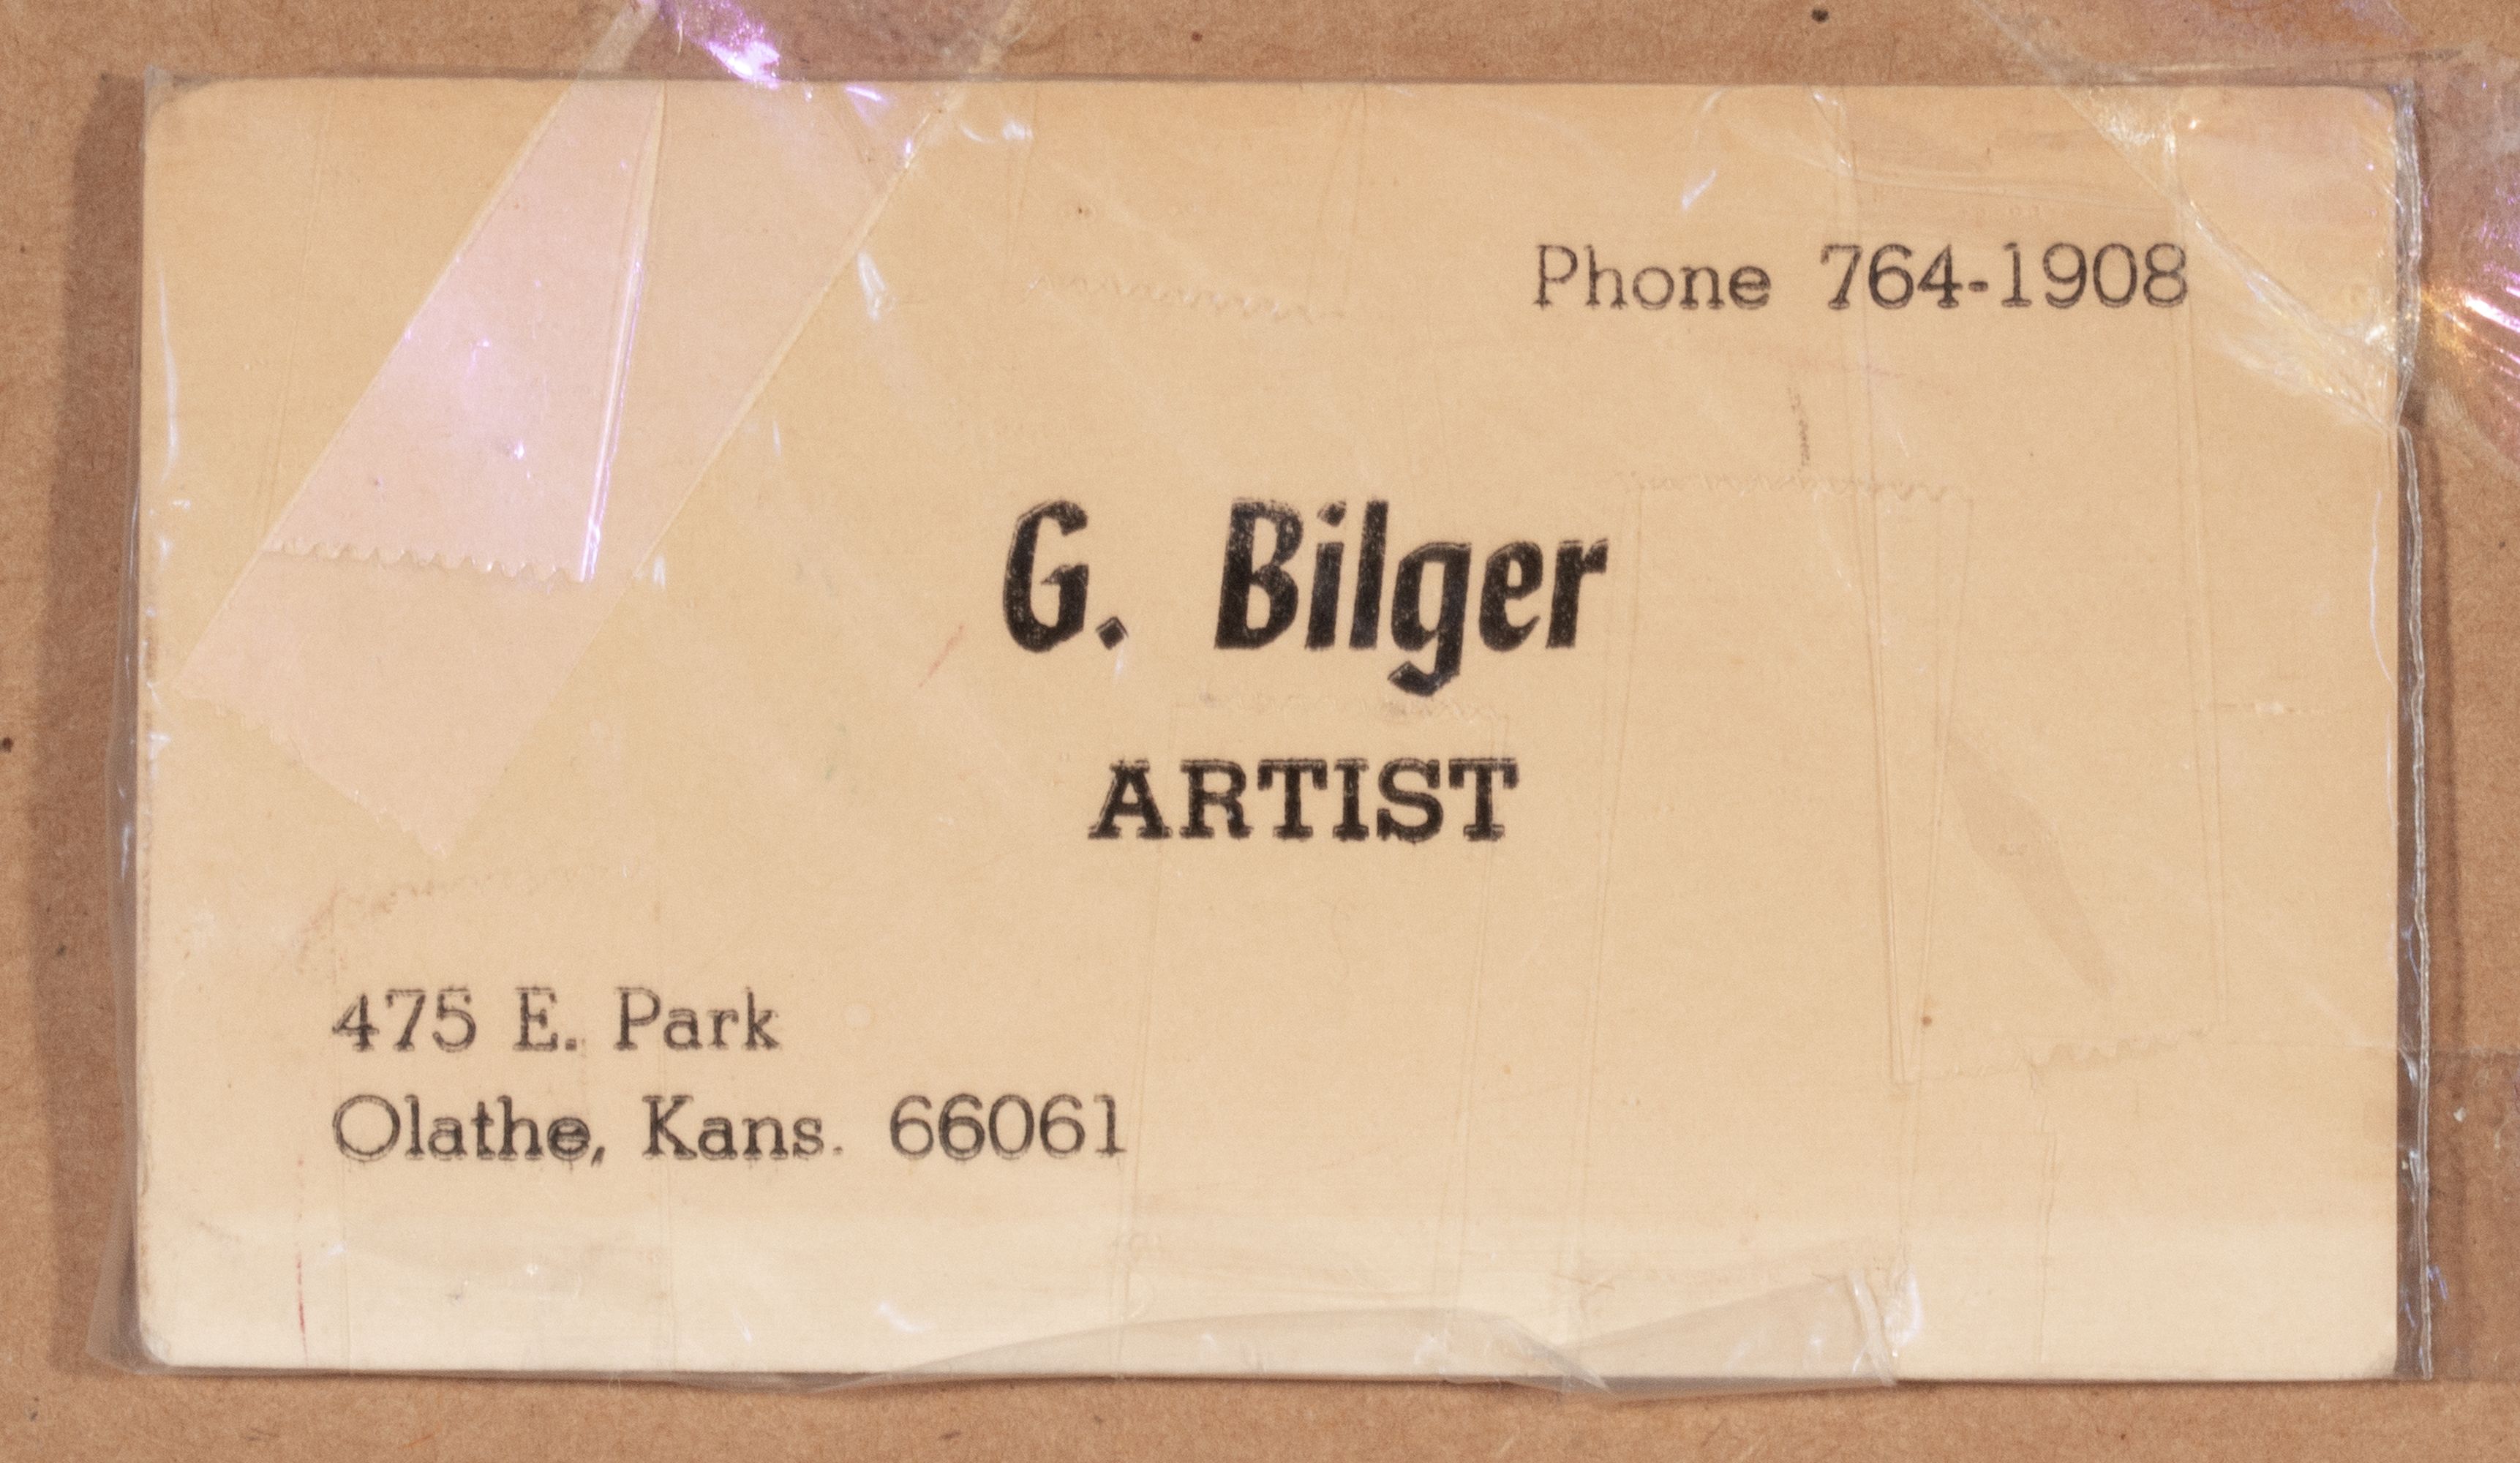 Phone 764-1908
G. Bilger
ARTIST
475 E. Park
Olathe, Kans. 66061